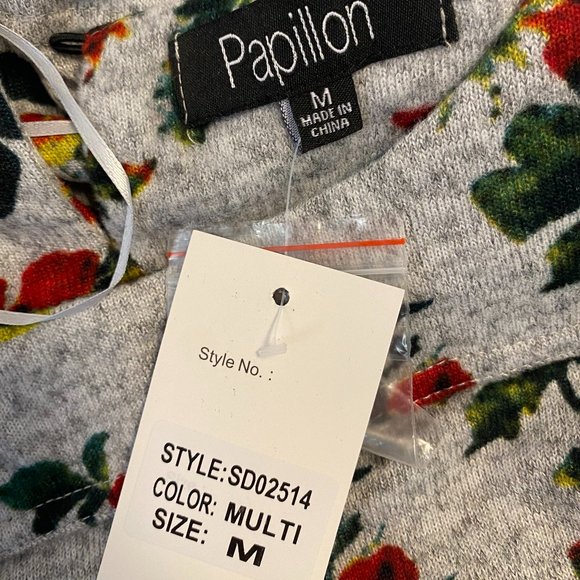 Papillon
M
MADE IN
CHINA
Style No. :
STYLE: SD02514
COLOR: MULTI
SIZE: M